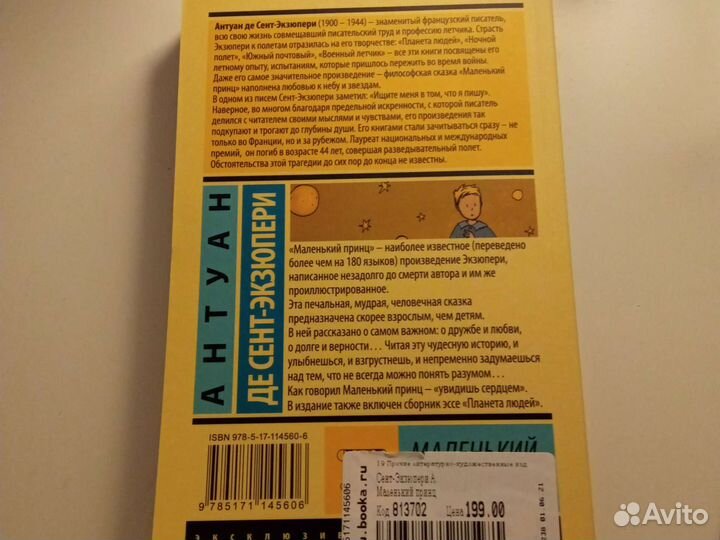 Антуан де Сент-Экзюпери (1900 – 1944) – знаменитый французский писатель,
всю свою жизнь совмещавший писательский труд и профессию летчика. Страсть
Экзюпери к полетам отразилась на его творчестве: «Планета людей», «Ночной
полет», «Южный почтовый», «Военный летчик» – все эти книги посвящены его
летному опыту, испытаниям, которые пришлось пережить во время войны.
Даже его самое значительное произведение – философская сказка «Маленький
принц» наполнена любовью к небу и звездам,
В одном из писем Сент-Экзюпери заметил: «Ищите меня в том, что я пишу».
Наверное, во многом благодаря предельной искренности, с которой писатель
делился с читателем своими мыслями и чувствами, его произведения так
подкупают и трогают до глубины души. Его книгами стали зачитываться сразу – не
только во Франции, но и за рубежом. Лауреат национальных и международных
премий, он погиб в возрасте 44 лет, совершая разведывательный полет.
Обстоятельства этой трагедии до сих пор до конца не известны.
АНТУАН
ДЕ СЕНТ-ЭКЗЮПЕРИ
«Маленький принц» – наиболее известное (переведено
более чем на 180 языков) произведение Экзюпери,
написанное незадолго до смерти автора и им же
проиллюстрированное.
Эта печальная, мудрая, человечная сказка
предназначена скорее взрослым, чем детям.
В ней рассказано о самом важном: о дружбе и любви,
о долге и верности… Читая эту чудесную историю, и
улыбнешься, и взгрустнешь, и непременно задумаешься
над тем, что не всегда можно понять разумом…
Как говорил Маленький принц – «увидишь сердцем».
В издание также включен сборник эссе «Планета людей».
ISBN 978-5-17-114560-6
9 785171 145606
МАЛЕНЬКИЙ
19 Прочие литературно-художественные изд
Сент-Экзюпери А
Маленький принц
Код 813702 Цена 199.00
www.booka.ru
5171145606
238 01.06.21
ЭКСКЛЮЗИВ
Avito